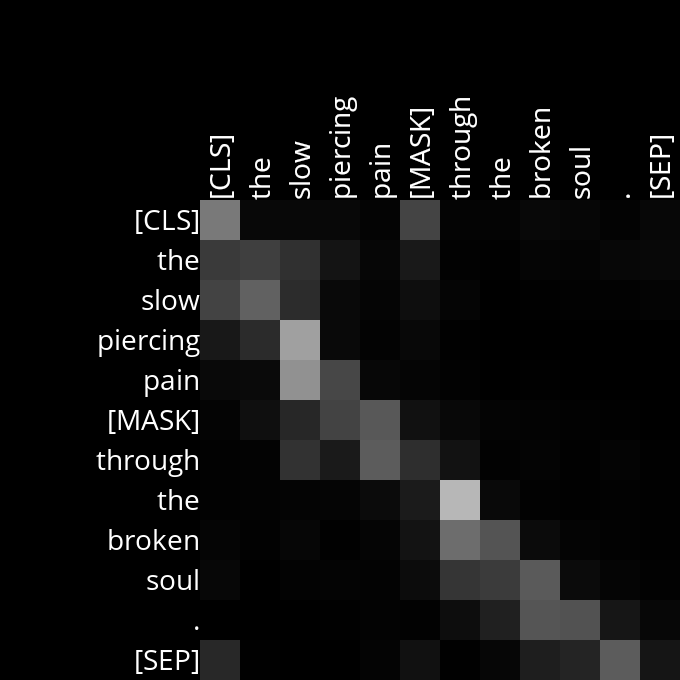 [CLS] the slow piercing pain [MASK] through the broken soul . [SEP]
[CLS]
the
slow
piercing
pain
[MASK]
through
the
broken
soul
.
[SEP]